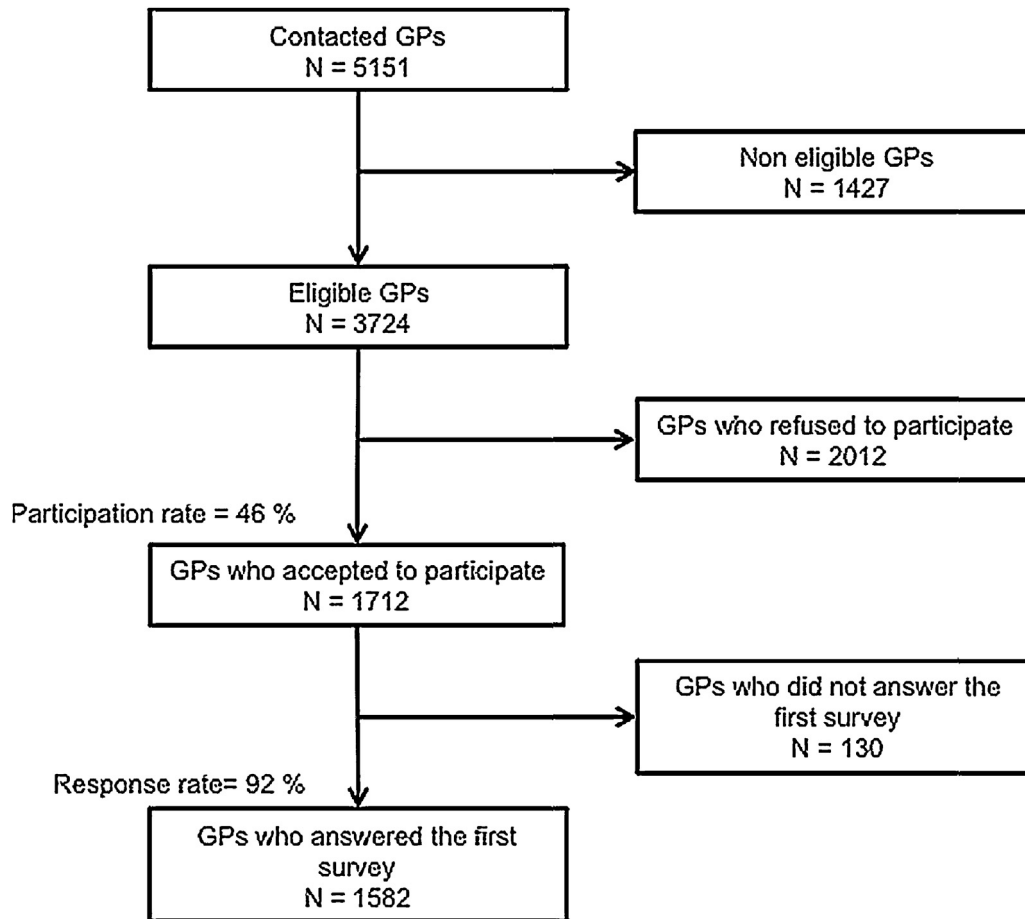 Contacted GPs
N = 5151
Non eligible GPs
N = 1427
Eligible GPs
N = 3724
GPs who refused to participate
N = 2012
Participation rate = 46 %
GPs who accepted to participate
N = 1712
GPs who did not answer the
first survey
N = 130
Response rate= 92 %
GPs who answered the first
survey
N = 1582